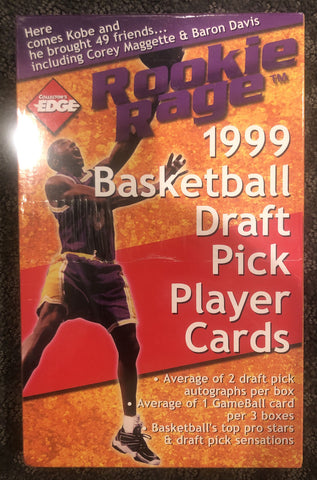 Here
comes Kobe and
he brought 49 friends...
including Corey Maggette & Baron Davis
COLLECTOR'S
EDGE
Rookie
Rage™
1999
Basketball
Draft
Pick
Player
Cards
• Average of 2 draft pick
autographs per box
• Average of 1 GameBall card
per 3 boxes
• Basketball's top pro stars
& draft pick sensations